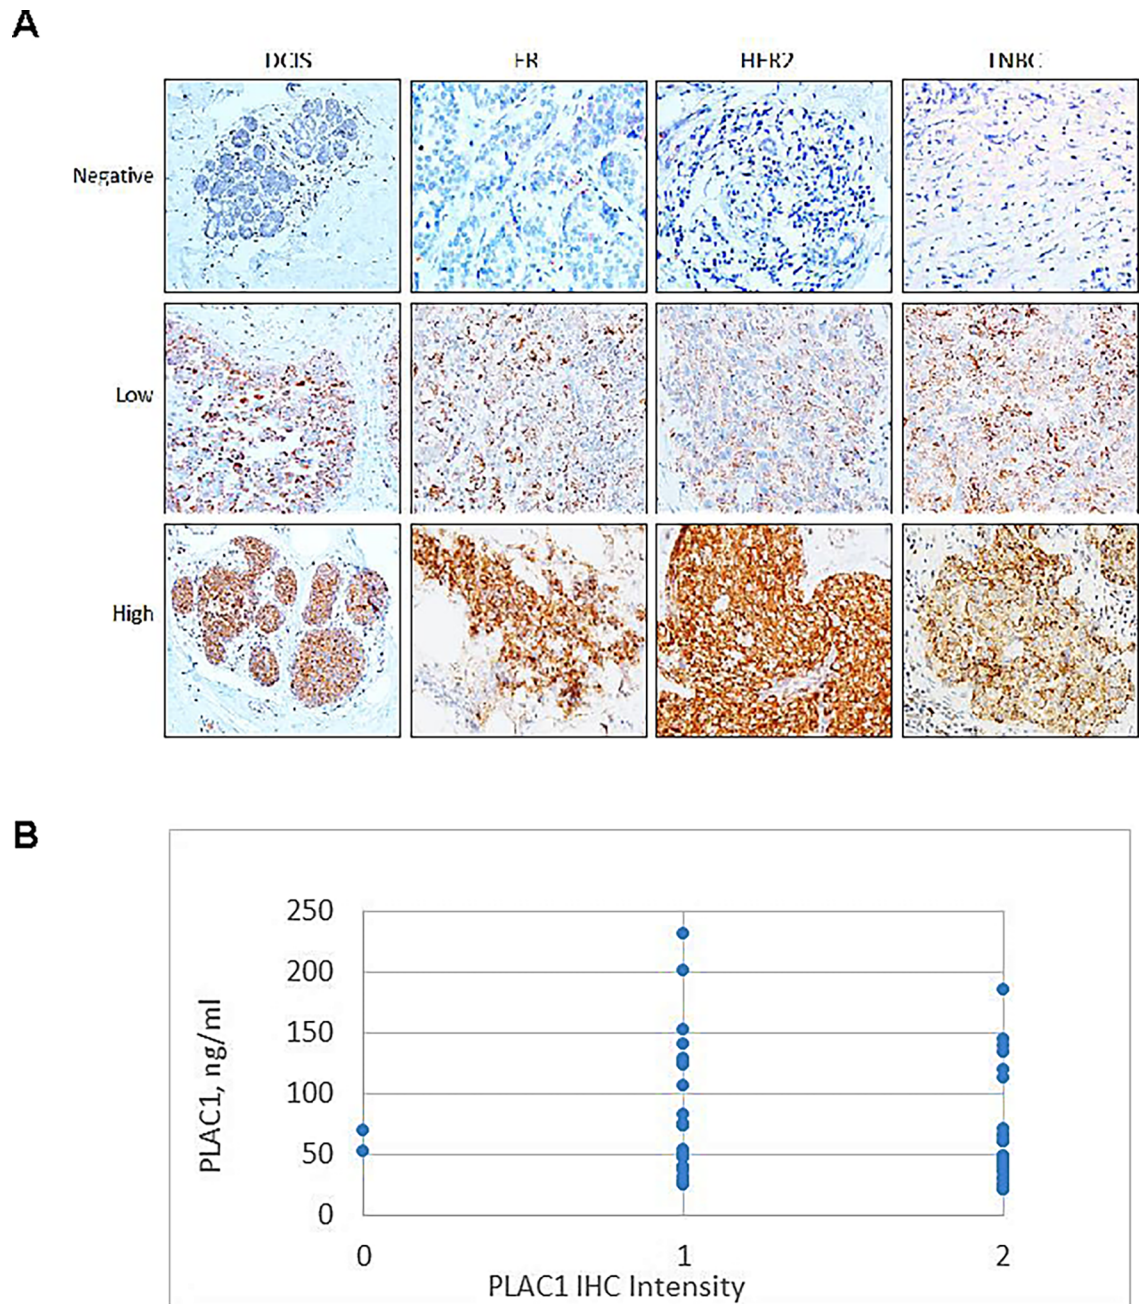 A
DCIS ER HER2 TNBC
Negative
Low
High
B
250
200
150
100
50
0
PLAC1, ng/ml
0 1 2
PLAC1 IHC Intensity